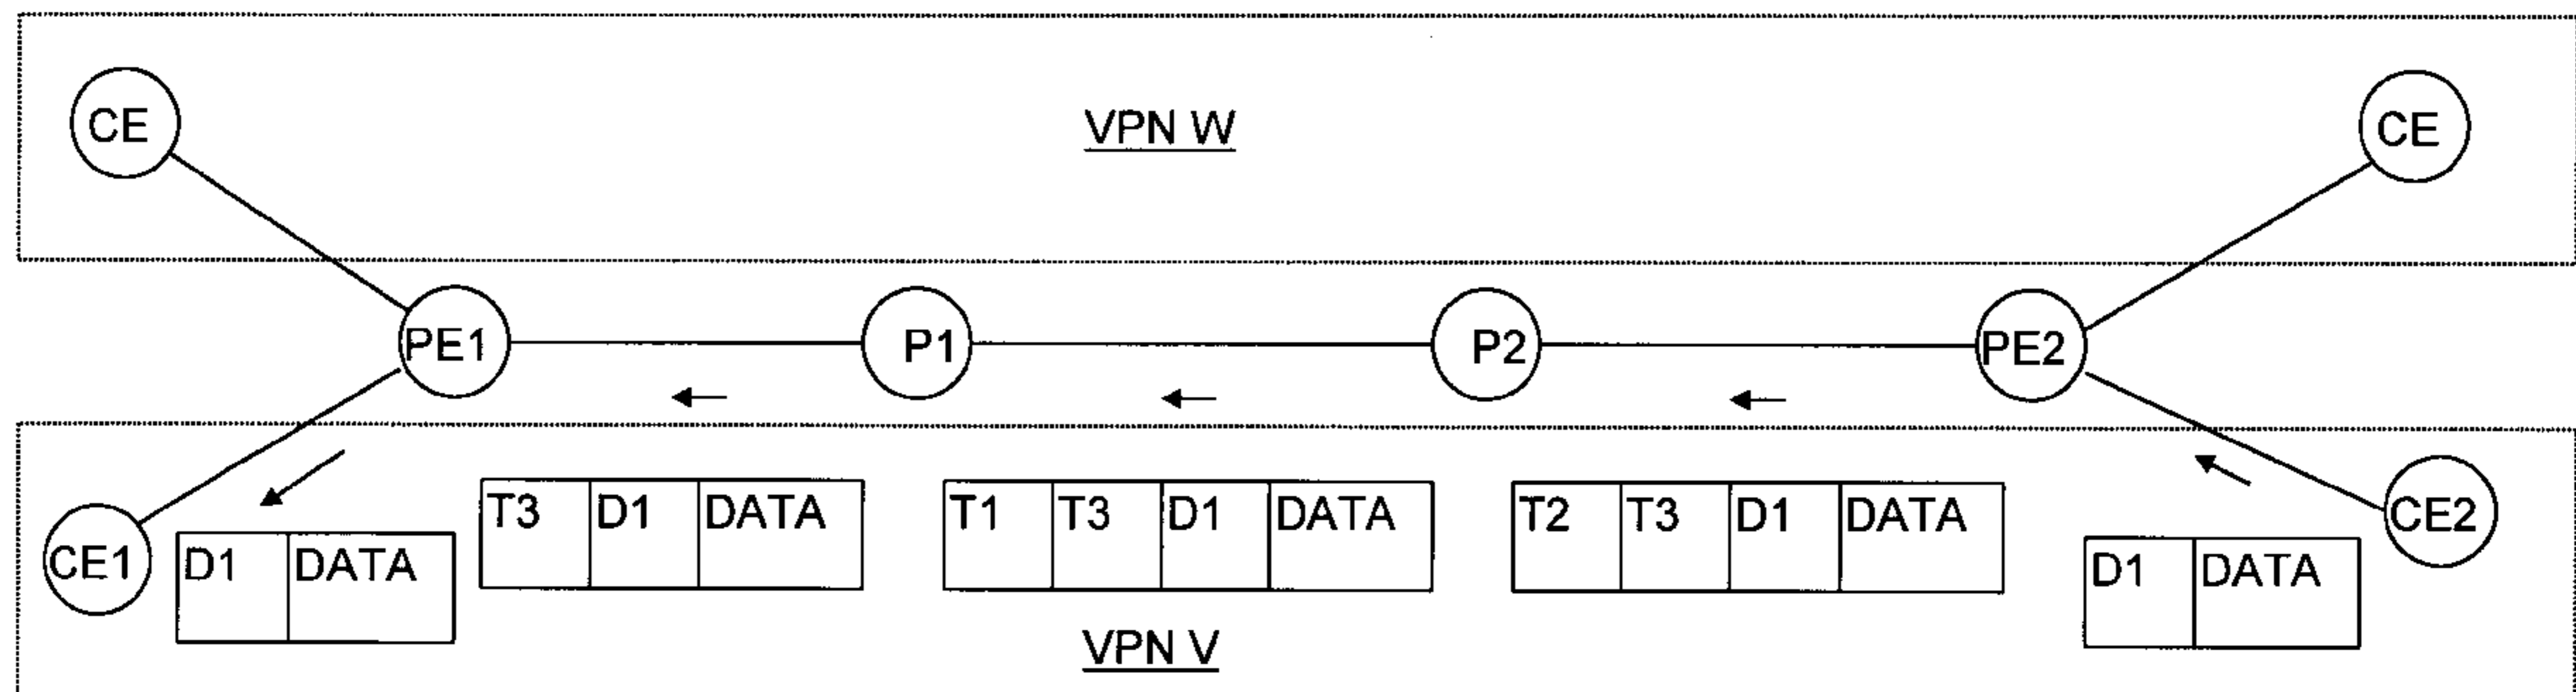 CE
VPN W
CE
PE1
P1
P2
PE2
CE1
D1 DATA
T3 D1 DATA
T1 T3 D1 DATA
T2 T3 D1 DATA
D1 DATA
CE2
VPN V